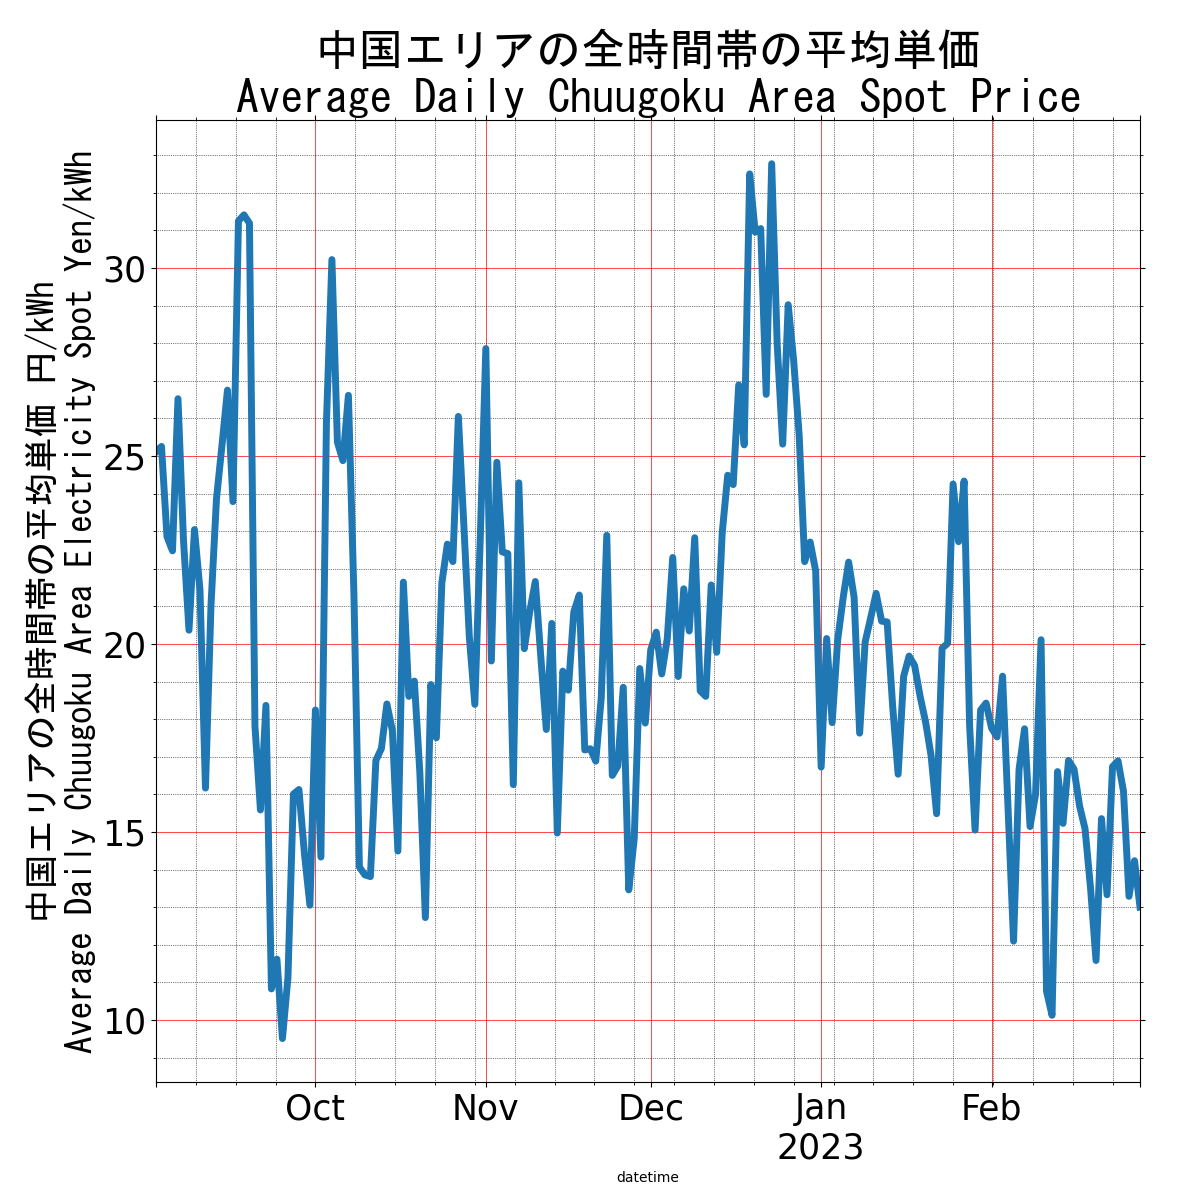 中国エリアの全時間帯の平均単価
Average Daily Chuugoku Area Spot Price
中国エリアの全時間帯の平均単価 円/kWh
Average Daily Chuugoku Area Electricity Spot Yen/kWh
30
25
20
15
10
Oct
Nov
Dec
Jan
2023
Feb
datetime